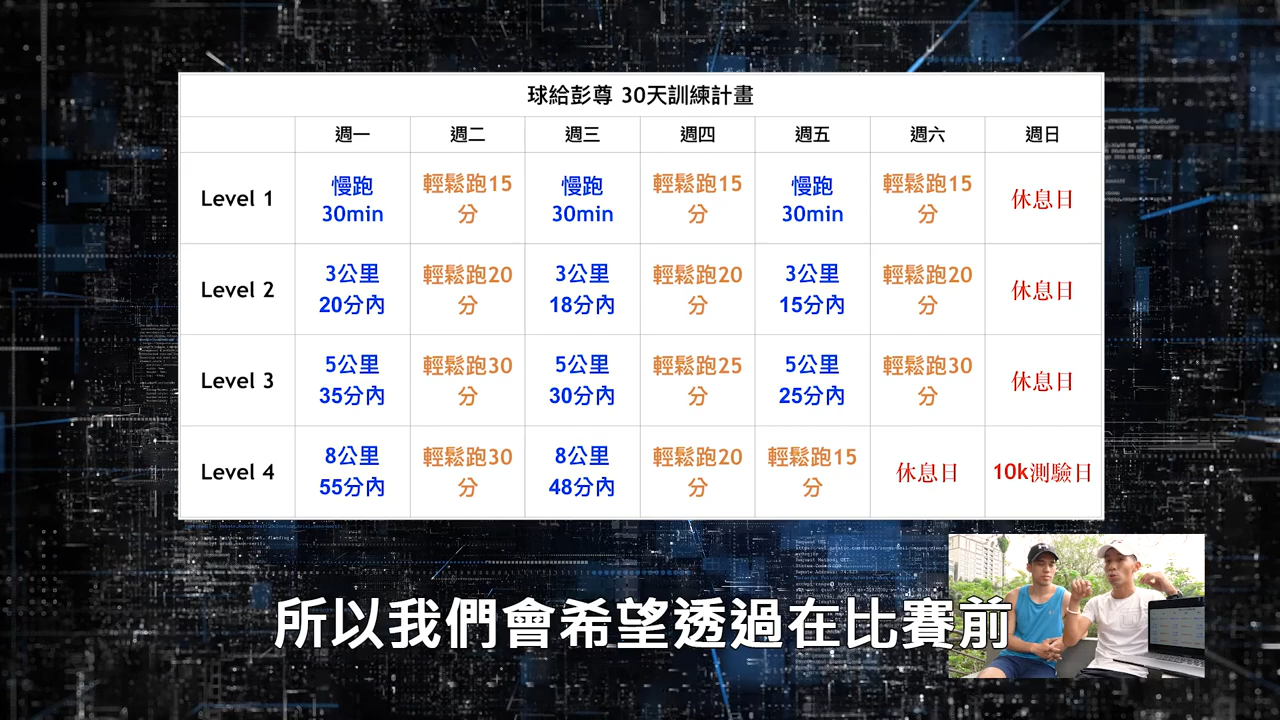 球給彭尊 30天訓練計畫
週一 週二 週三 週四 週五 週六 週日
Level 1
慢跑
30min
輕鬆跑15
分
慢跑
30min
輕鬆跑15
分
慢跑
30min
輕鬆跑15
分
休息日
Level 2
3公里
20分內
輕鬆跑20
分
3公里
18分內
輕鬆跑20
分
3公里
15分內
輕鬆跑20
分
休息日
Level 3
5公里
35分內
輕鬆跑30
分
5公里
30分內
輕鬆跑25
分
5公里
25分內
輕鬆跑30
分
休息日
Level 4
8公里
55分內
輕鬆跑30
分
8公里
48分內
輕鬆跑20
分
輕鬆跑15
分
休息日
10k測驗日
所以我們會希望透過在比賽前